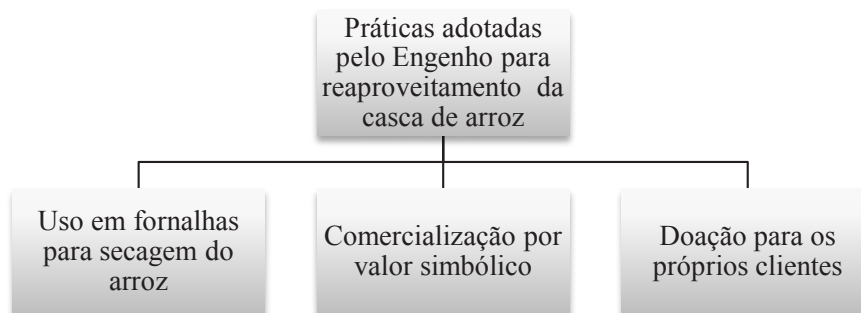 Práticas adotadas
pelo Engenho para
reaproveitamento da
casca de arroz
Uso em fornalhas
para secagem do
arroz
Comercialização por
valor simbólico
Doação para os
próprios clientes